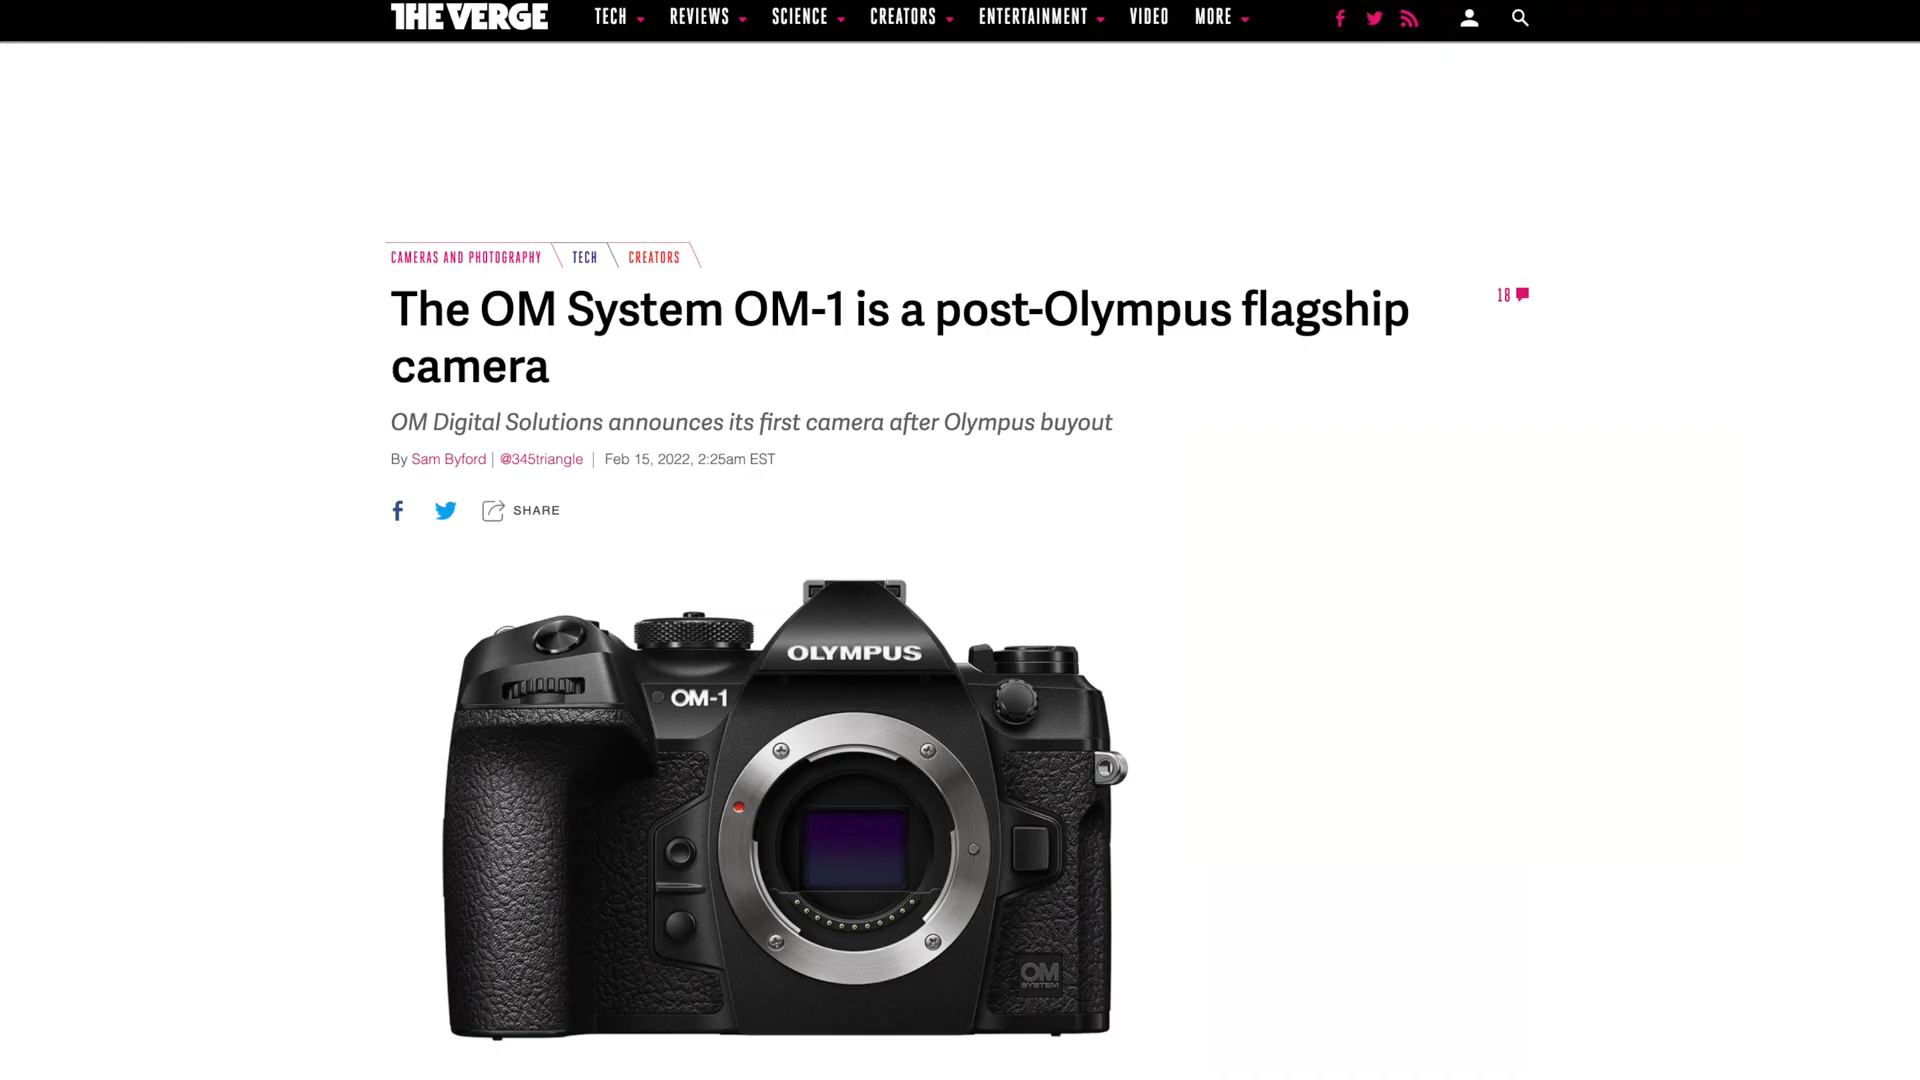 THE VERGE
TECH REVIEWS SCIENCE CREATORS ENTERTAINMENT VIDEO MORE
CAMERAS AND PHOTOGRAPHY TECH CREATORS
The OM System OM-1 is a post-Olympus flagship
camera
18
OM Digital Solutions announces its first camera after Olympus buyout
By Sam Byford | @345triangle | Feb 15, 2022, 2:25am EST
SHARE
OLYMPUS
OM-1
OM
SYSTEM